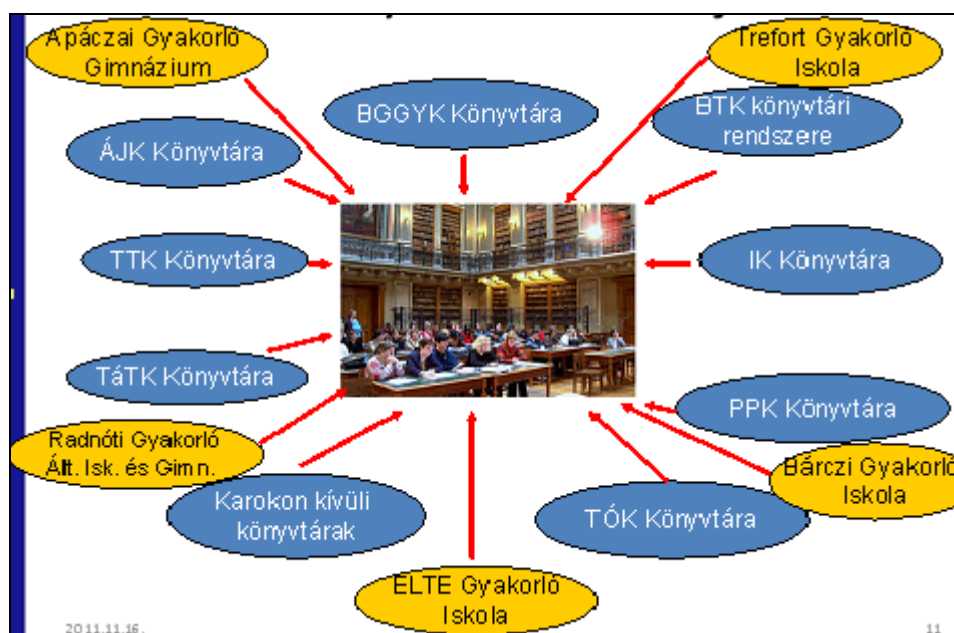 Apáczai Gyakorló
Gimnázium
Trefort Gyakorló
Iskola
BGGYK Könyvtára
BTK könyvtári
rendszere
ÁJK Könyvtára
TTK Könyvtára
IK Könyvtára
TáTK Könyvtára
PPK Könyvtára
Radnóti Gyakorló
Ált. Isk. és Gimn.
Bárczi Gyakorló
Iskola
Karokon kívüli
könyvtárak
TÓK Könyvtára
ELTE Gyakorló
Iskola
2011.11.16.
11